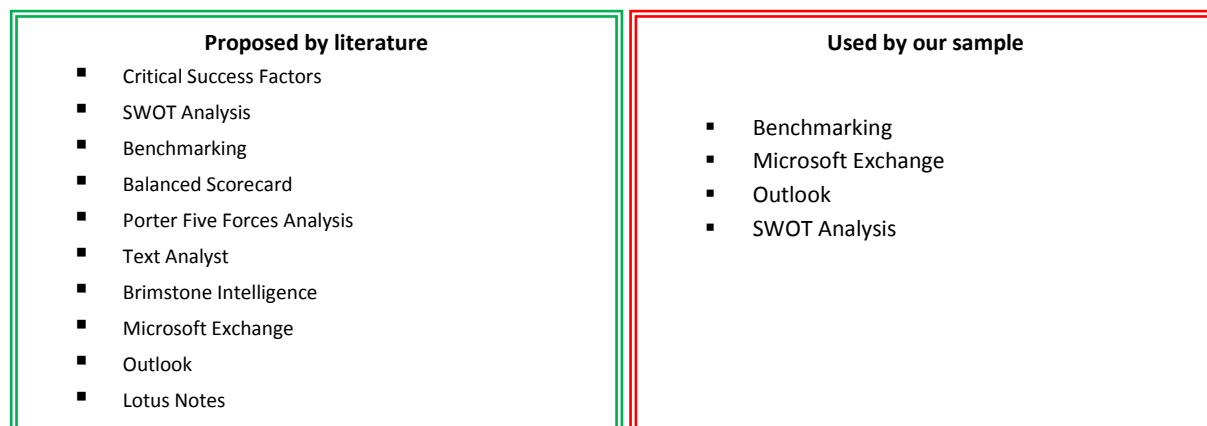 Proposed by literature
▪ Critical Success Factors
▪ SWOT Analysis
▪ Benchmarking
▪ Balanced Scorecard
▪ Porter Five Forces Analysis
▪ Text Analyst
▪ Brimstone Intelligence
▪ Microsoft Exchange
▪ Outlook
▪ Lotus Notes
Used by our sample
▪ Benchmarking
▪ Microsoft Exchange
▪ Outlook
▪ SWOT Analysis